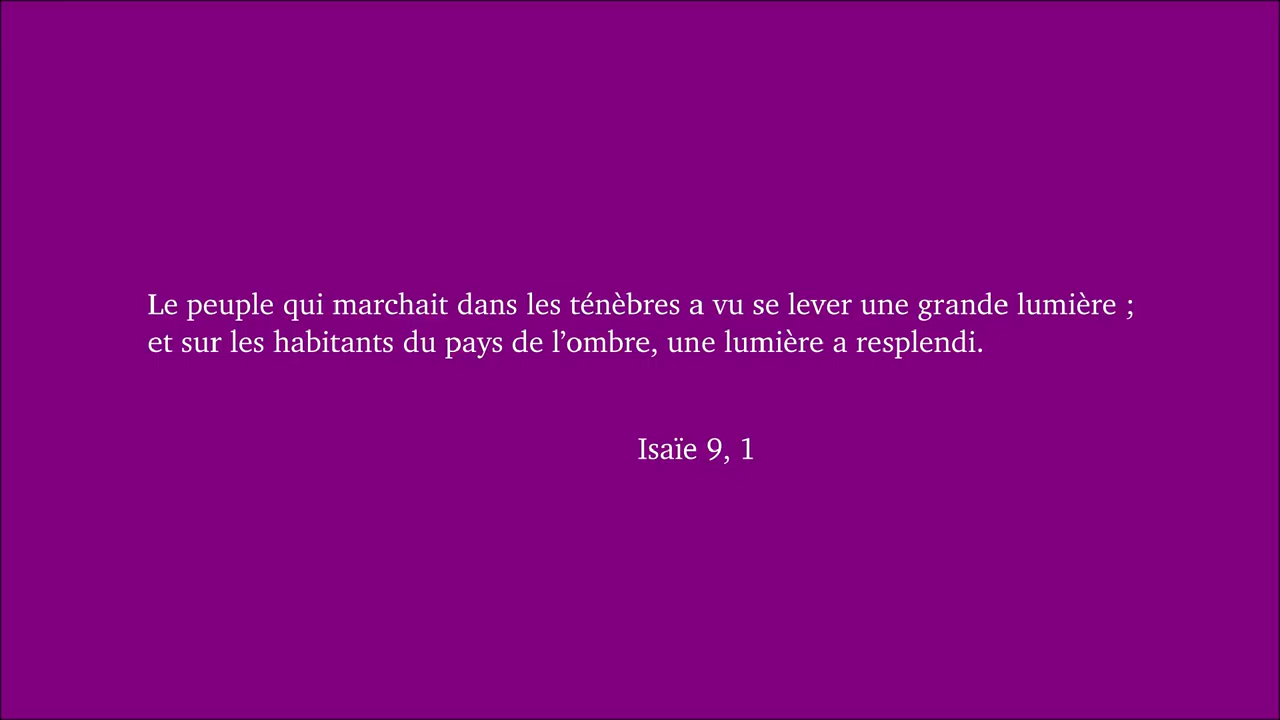 Le peuple qui marchait dans les ténèbres a vu se lever une grande lumière ;
et sur les habitants du pays de l’ombre, une lumière a resplendi.
Isaïe 9, 1